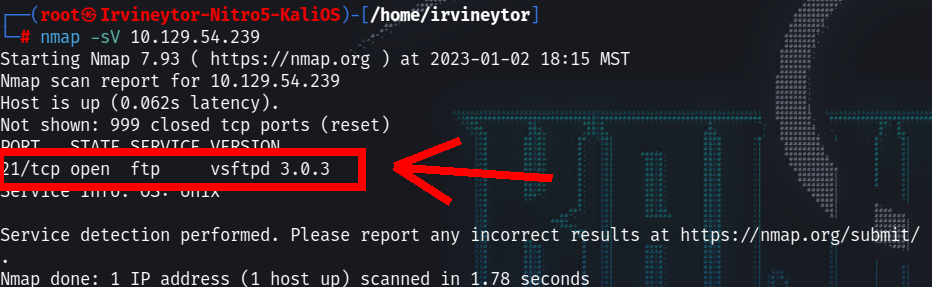 ┌──(root㉿Irvineytor-Nitro5-KaliOS)-[/home/irvineytor]
└─# nmap -sV 10.129.54.239
Starting Nmap 7.93 ( https://nmap.org ) at 2023-01-02 18:15 MST
Nmap scan report for 10.129.54.239
Host is up (0.062s latency).
Not shown: 999 closed tcp ports (reset)
PORT   STATE SERVICE VERSION
21/tcp open  ftp     vsftpd 3.0.3
Service Info: OS: Unix
Service detection performed. Please report any incorrect results at https://nmap.org/submit/
.
Nmap done: 1 IP address (1 host up) scanned in 1.78 seconds